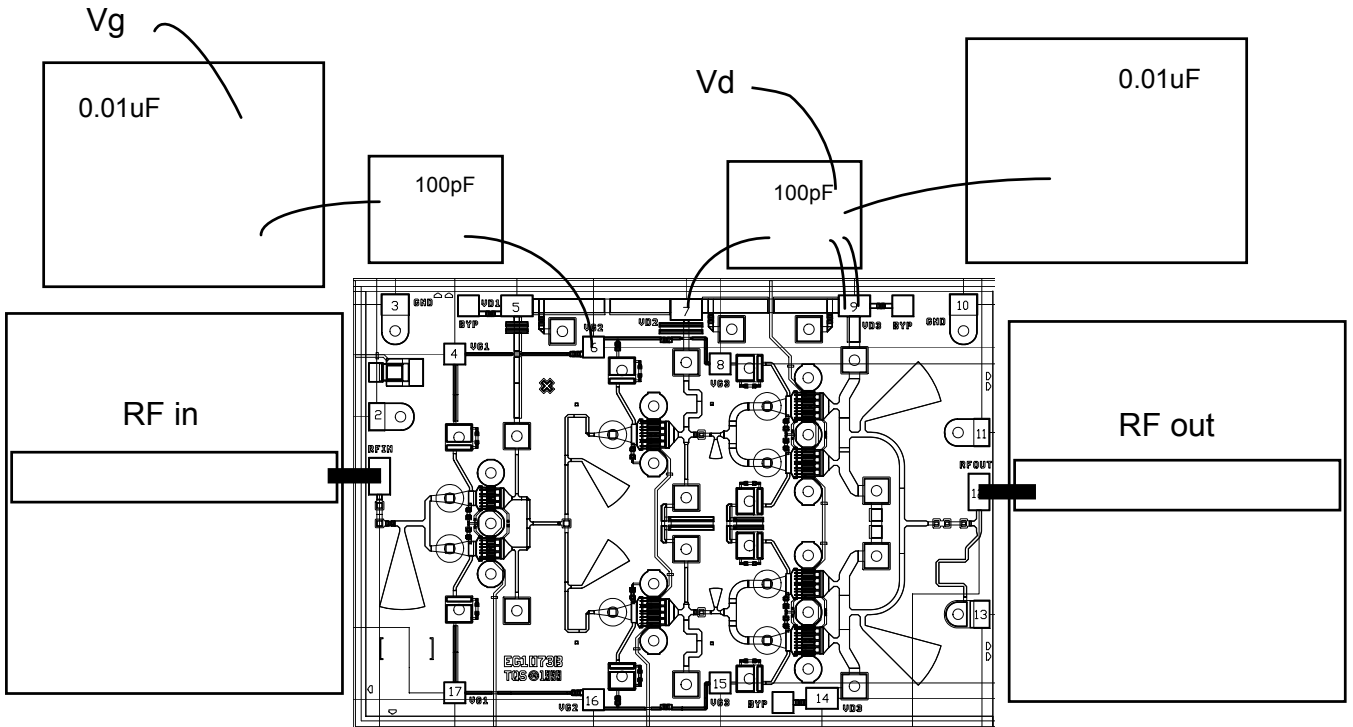 Vg
Vd
0.01uF
0.01uF
100pF
100pF
3
GND
BYP
VD1
5
VG2
VD2
7
9
VD3
BYP
GND
10
4
VG1
6
8
VG3
2
11
RF in
RF out
RFIN
RFOUT
13
EG1073B
17
VG1
VG2
16
15
VG3
BYP
14
VD3